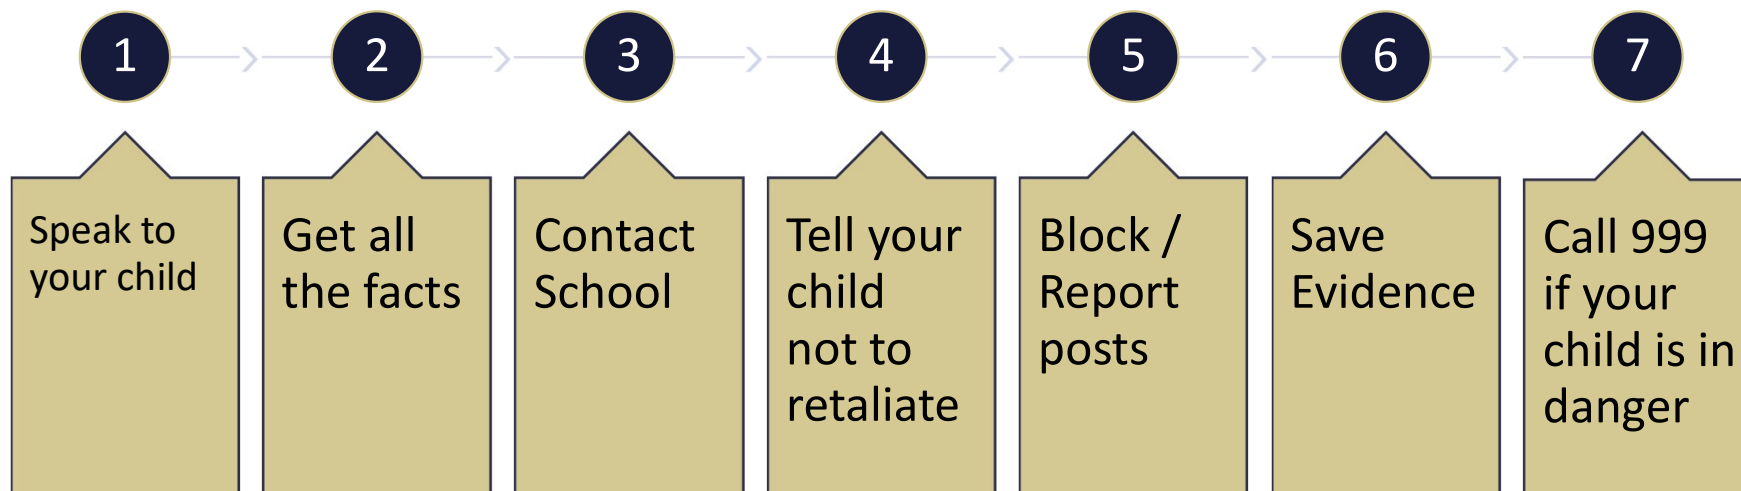 1
2
3
4
5
6
7
Speak to
your child
Get all
the facts
Contact
School
Tell your
child
not to
retaliate
Block /
Report
posts
Save
Evidence
Call 999
if your
child is in
danger